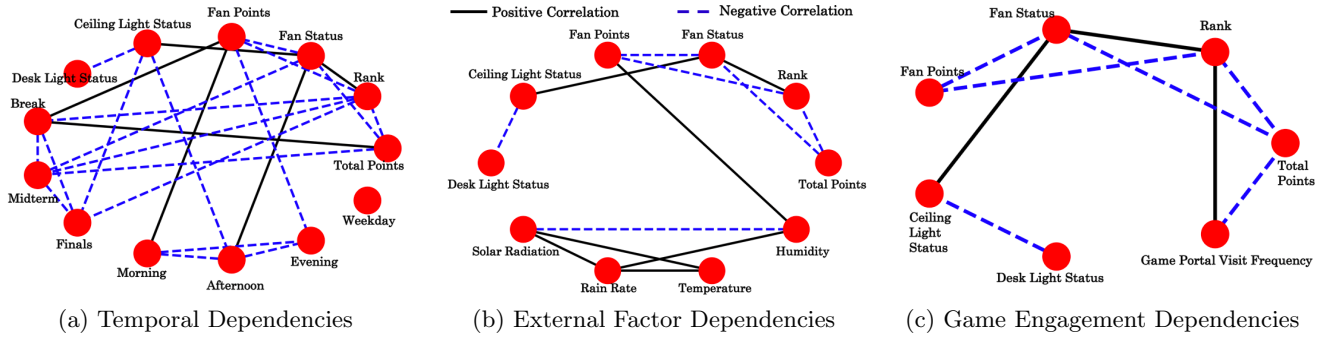 Positive Correlation
Negative Correlation
Fan Points
Ceiling Light Status
Fan Status
Desk Light Status
Rank
Break
Total Points
Midterm
Weekday
Finals
Evening
Morning
Afternoon
(a) Temporal Dependencies
Fan Points
Fan Status
Ceiling Light Status
Rank
Desk Light Status
Total Points
Solar Radiation
Humidity
Rain Rate
Temperature
(b) External Factor Dependencies
Fan Status
Rank
Fan Points
Total
Points
Ceiling
Light
Status
Game Portal Visit Frequency
Desk Light Status
(c) Game Engagement Dependencies